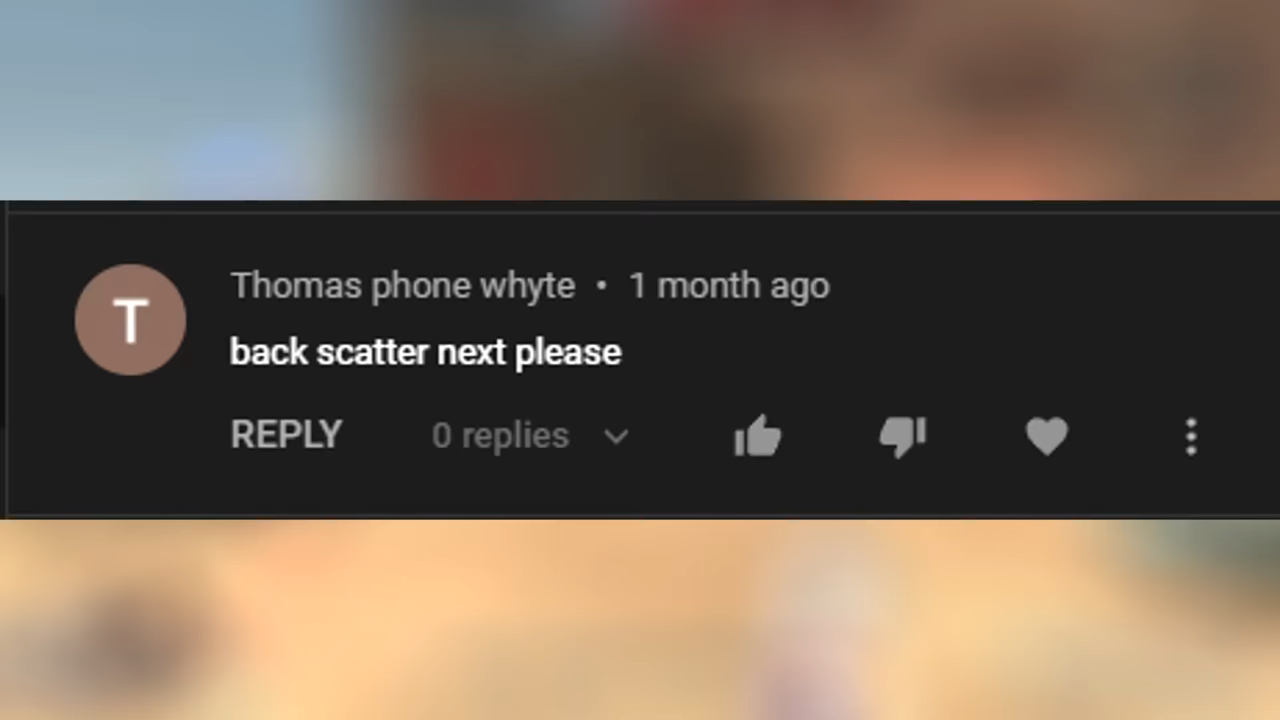 T
Thomas phone whyte • 1 month ago
back scatter next please
REPLY 0 replies